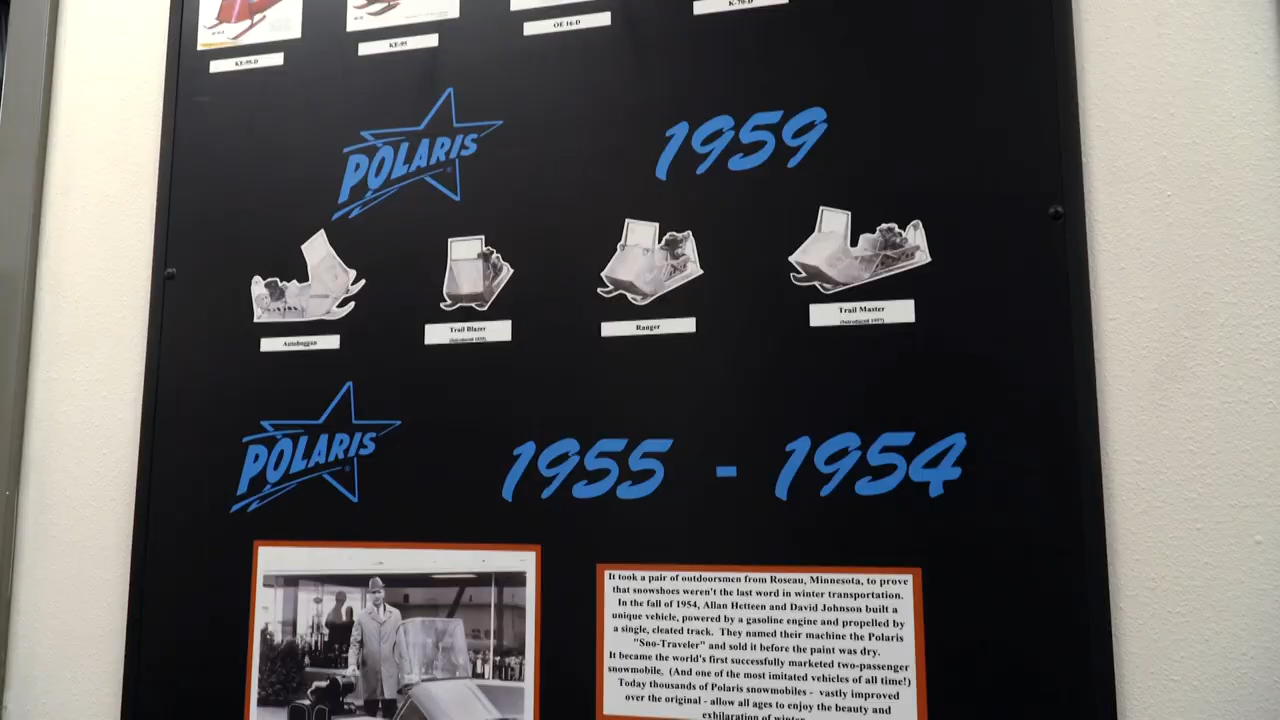 KE-95-D
KE-95
OE 16-D
K-70-D
POLARIS
1959
Autoboggan
Trail Blazer
Ranger
Trail Master
(Introduced 1957)
POLARIS
1955 - 1954
It took a pair of outdoorsmen from Roseau, Minnesota, to prove
that snowshoes weren't the last word in winter transportation.
In the fall of 1954, Allan Hetteen and David Johnson built a
unique vehicle, powered by a gasoline engine and propelled by
a single, cleated track. They named their machine the Polaris
"Sno-Traveler" and sold it before the paint was dry.
It became the world's first successfully marketed two-passenger
snowmobile. (And one of the most imitated vehicles of all time!)
Today thousands of Polaris snowmobiles - vastly improved
over the original - allow all ages to enjoy the beauty and
exhilaration of winter